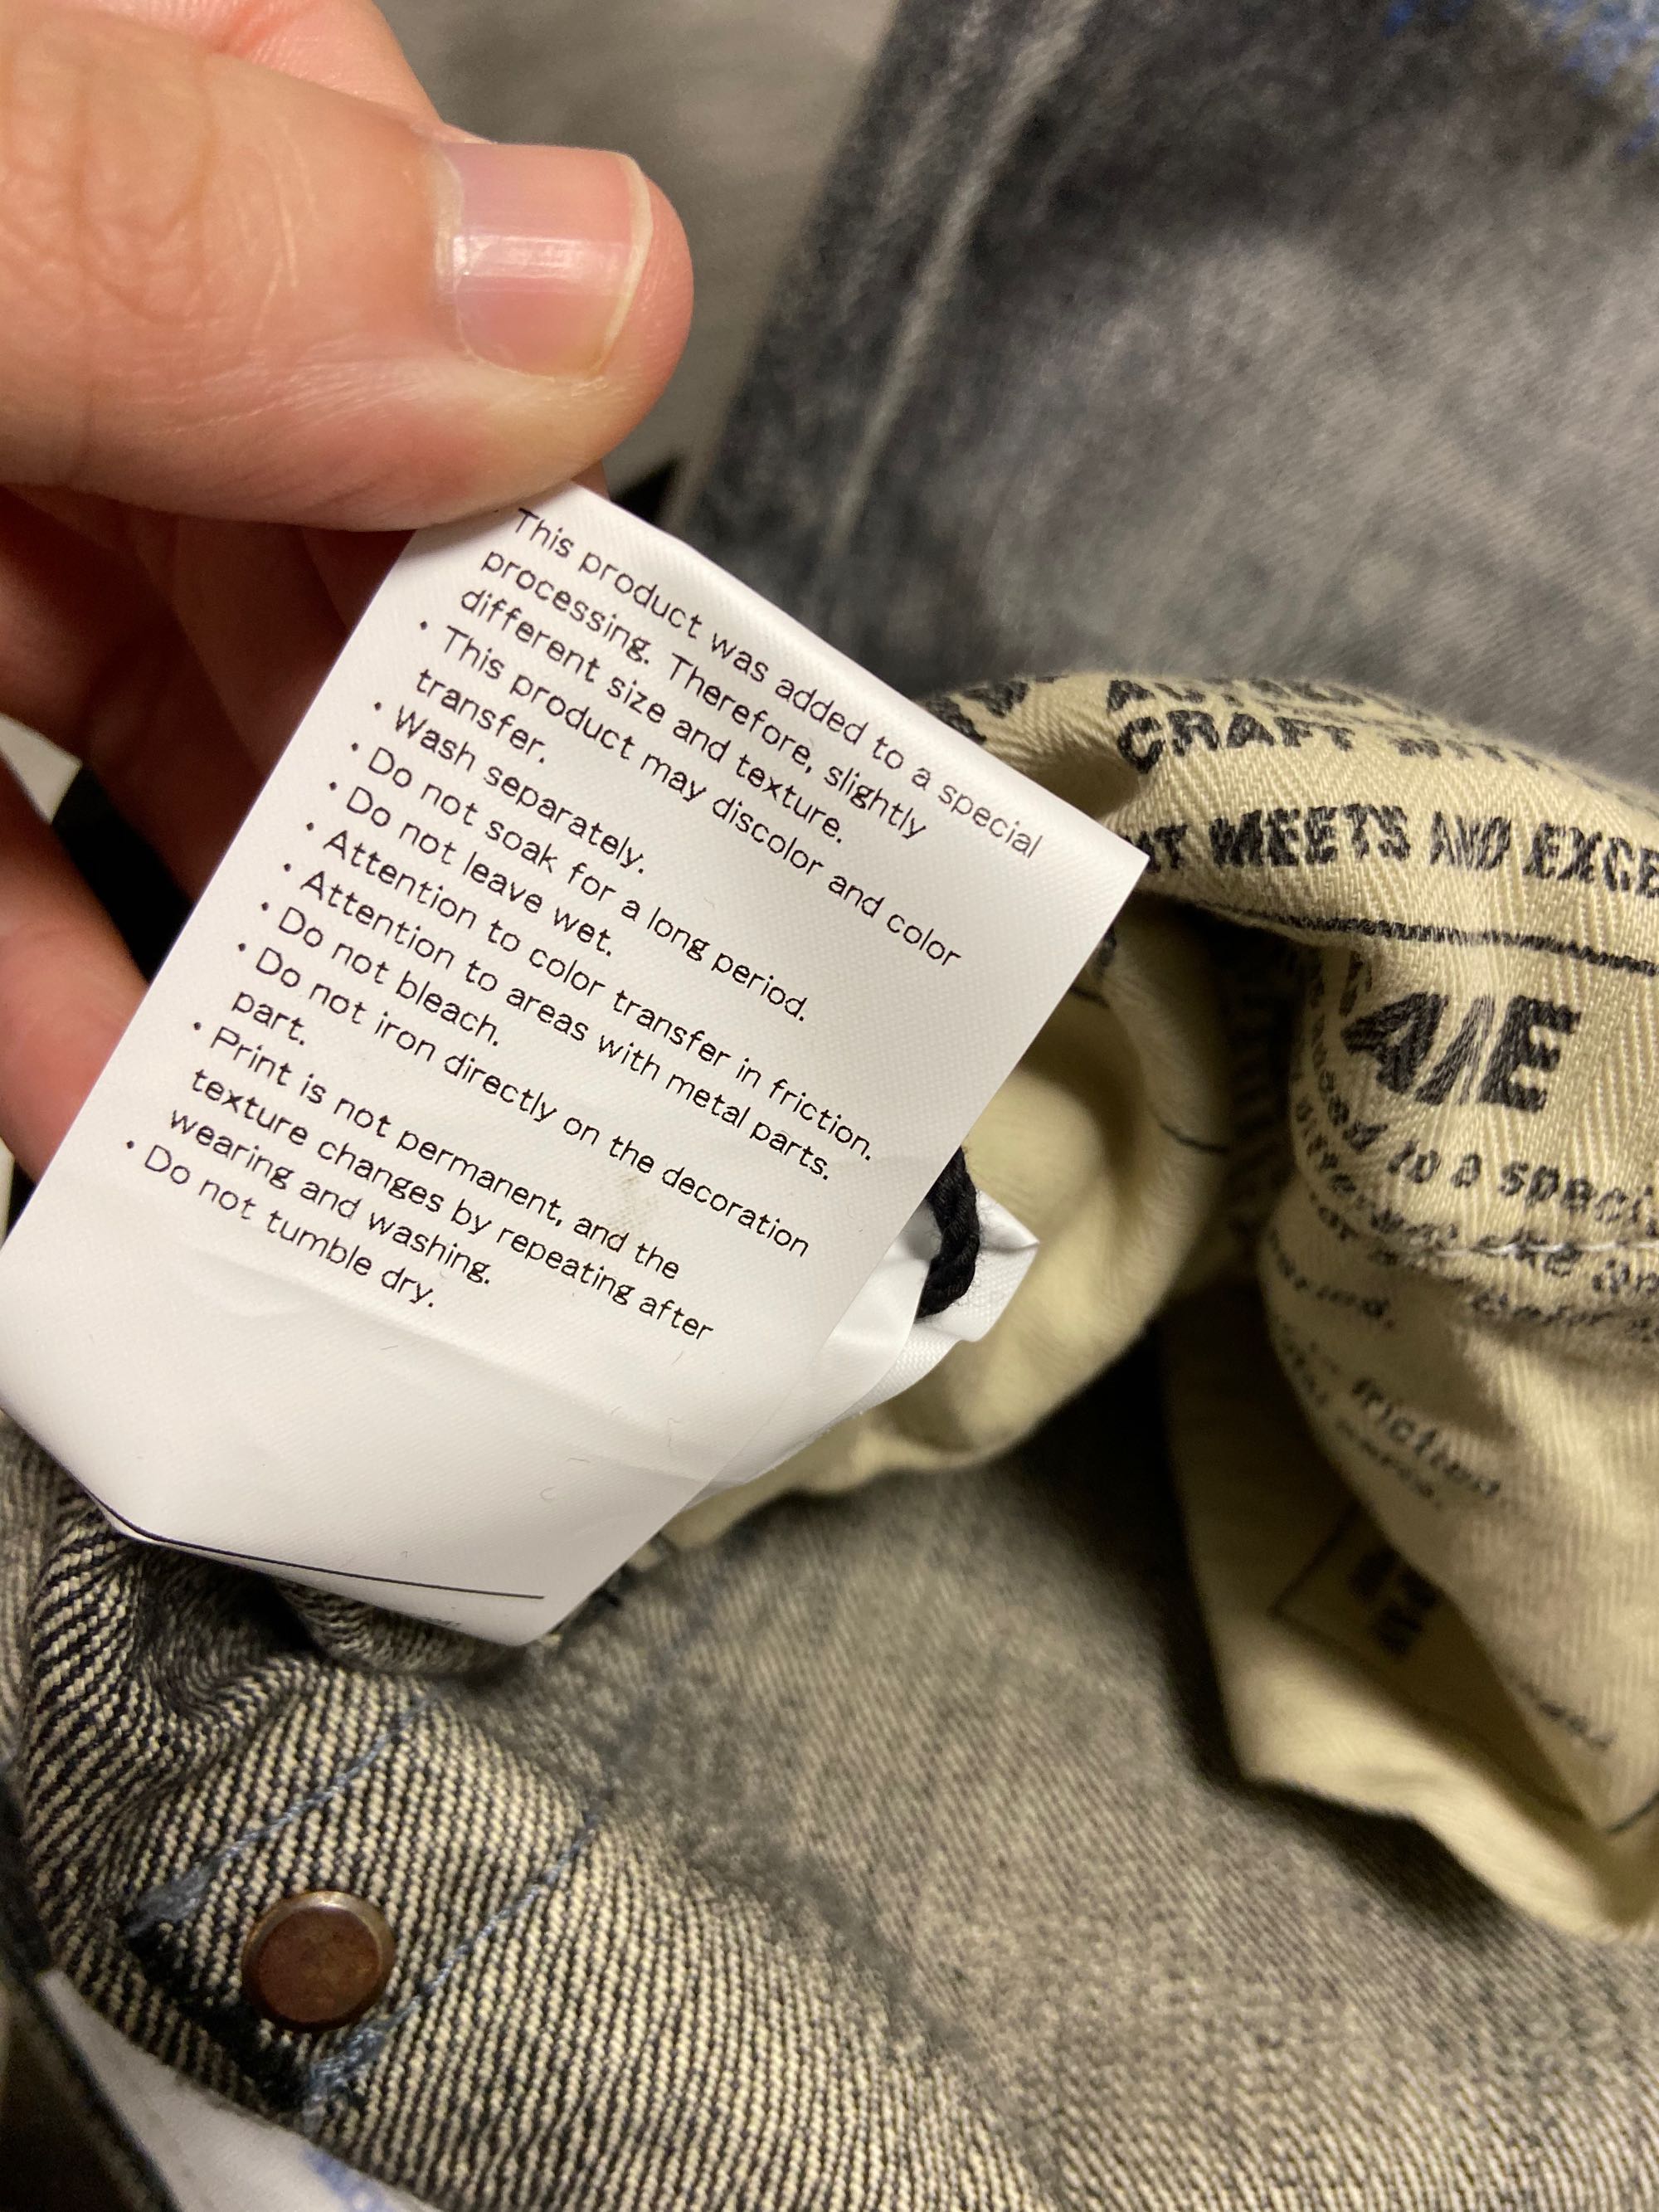 This product was added to a special
processing. Therefore, slightly
different size and texture.
• This product may discolor and color
transfer.
• Wash separately.
• Do not soak for a long period.
• Do not leave wet.
• Attention to color transfer in friction.
• Attention to areas with metal parts.
• Do not bleach.
• Do not iron directly on the decoration
part.
• Print is not permanent, and the
texture changes by repeating after
wearing and washing.
• Do not tumble dry.
CRAFT
MEETS AND EXCE
A/E
to a speci
friction